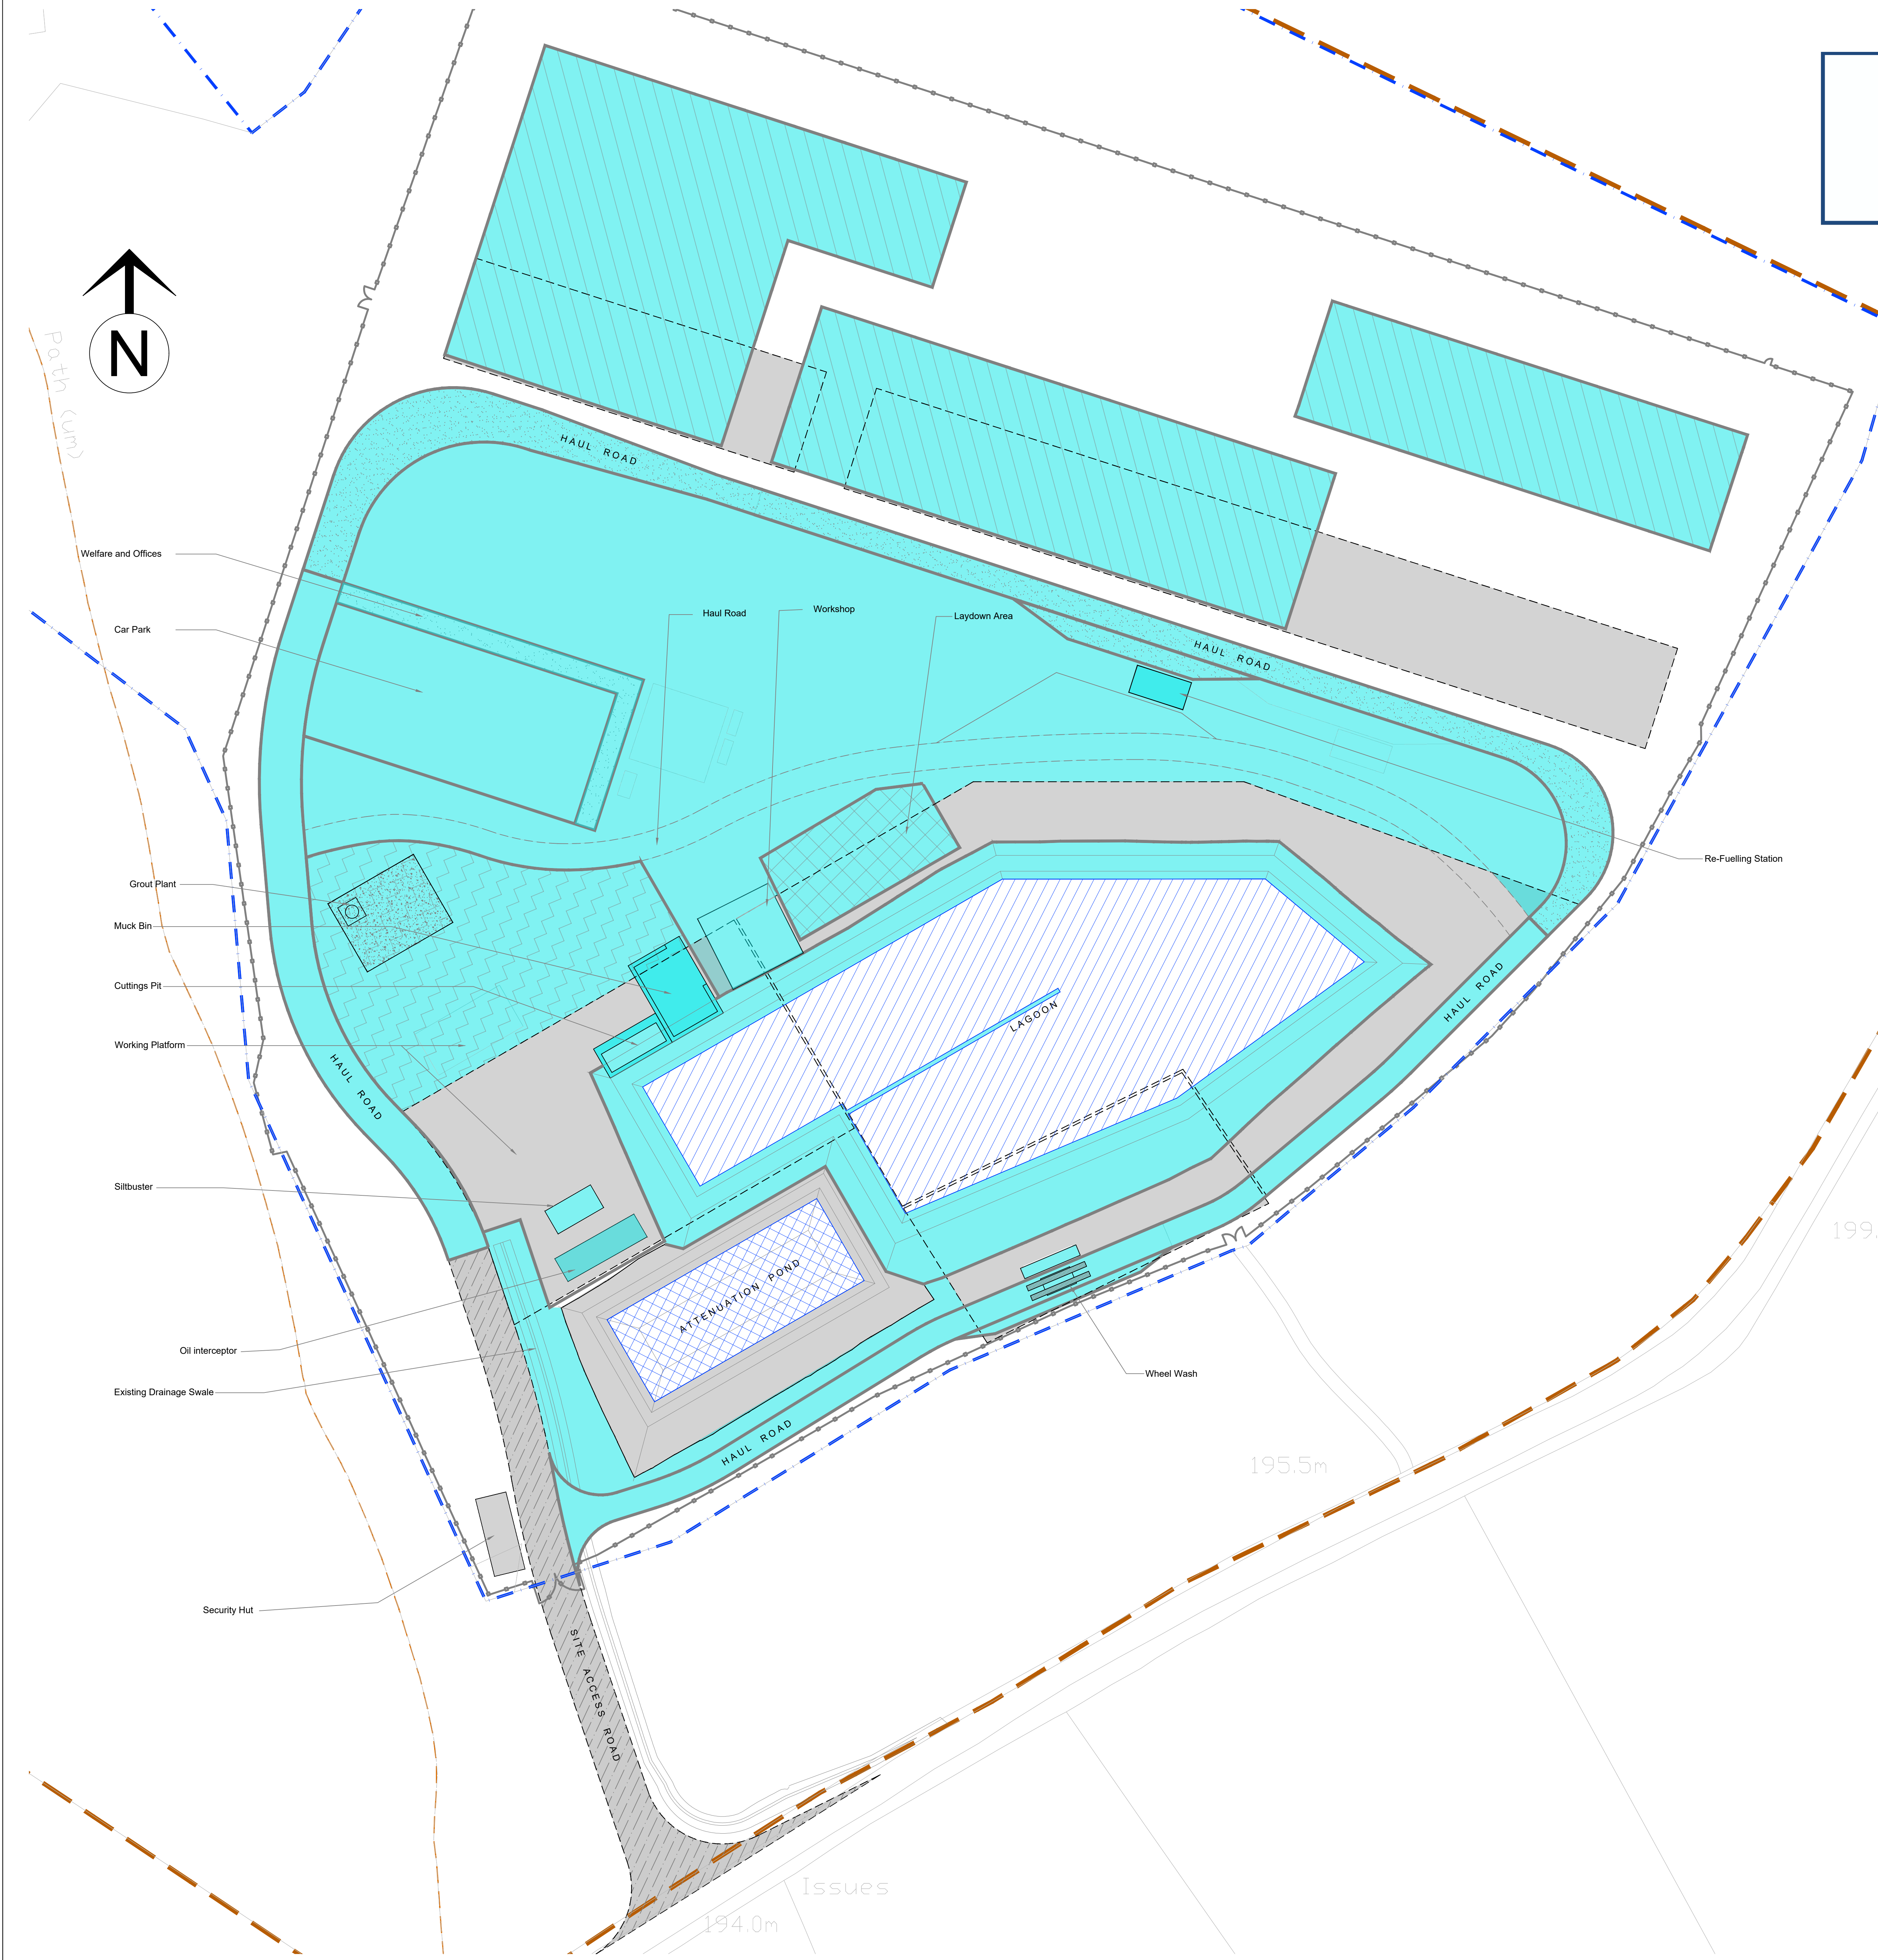 N
Path (um)
HAUL ROAD
Welfare and Offices
Haul Road
Workshop
Laydown Area
Car Park
HAUL ROAD
Re-Fuelling Station
Grout Plant
Muck Bin
Cuttings Pit
LAGOON
HAUL ROAD
Working Platform
HAUL ROAD
Siltbuster
199.
ATTENUATION POND
Oil interceptor
Wheel Wash
Existing Drainage Swale
HAUL ROAD
195.5m
Security Hut
SITE ACCESS ROAD
Issues
194.0m